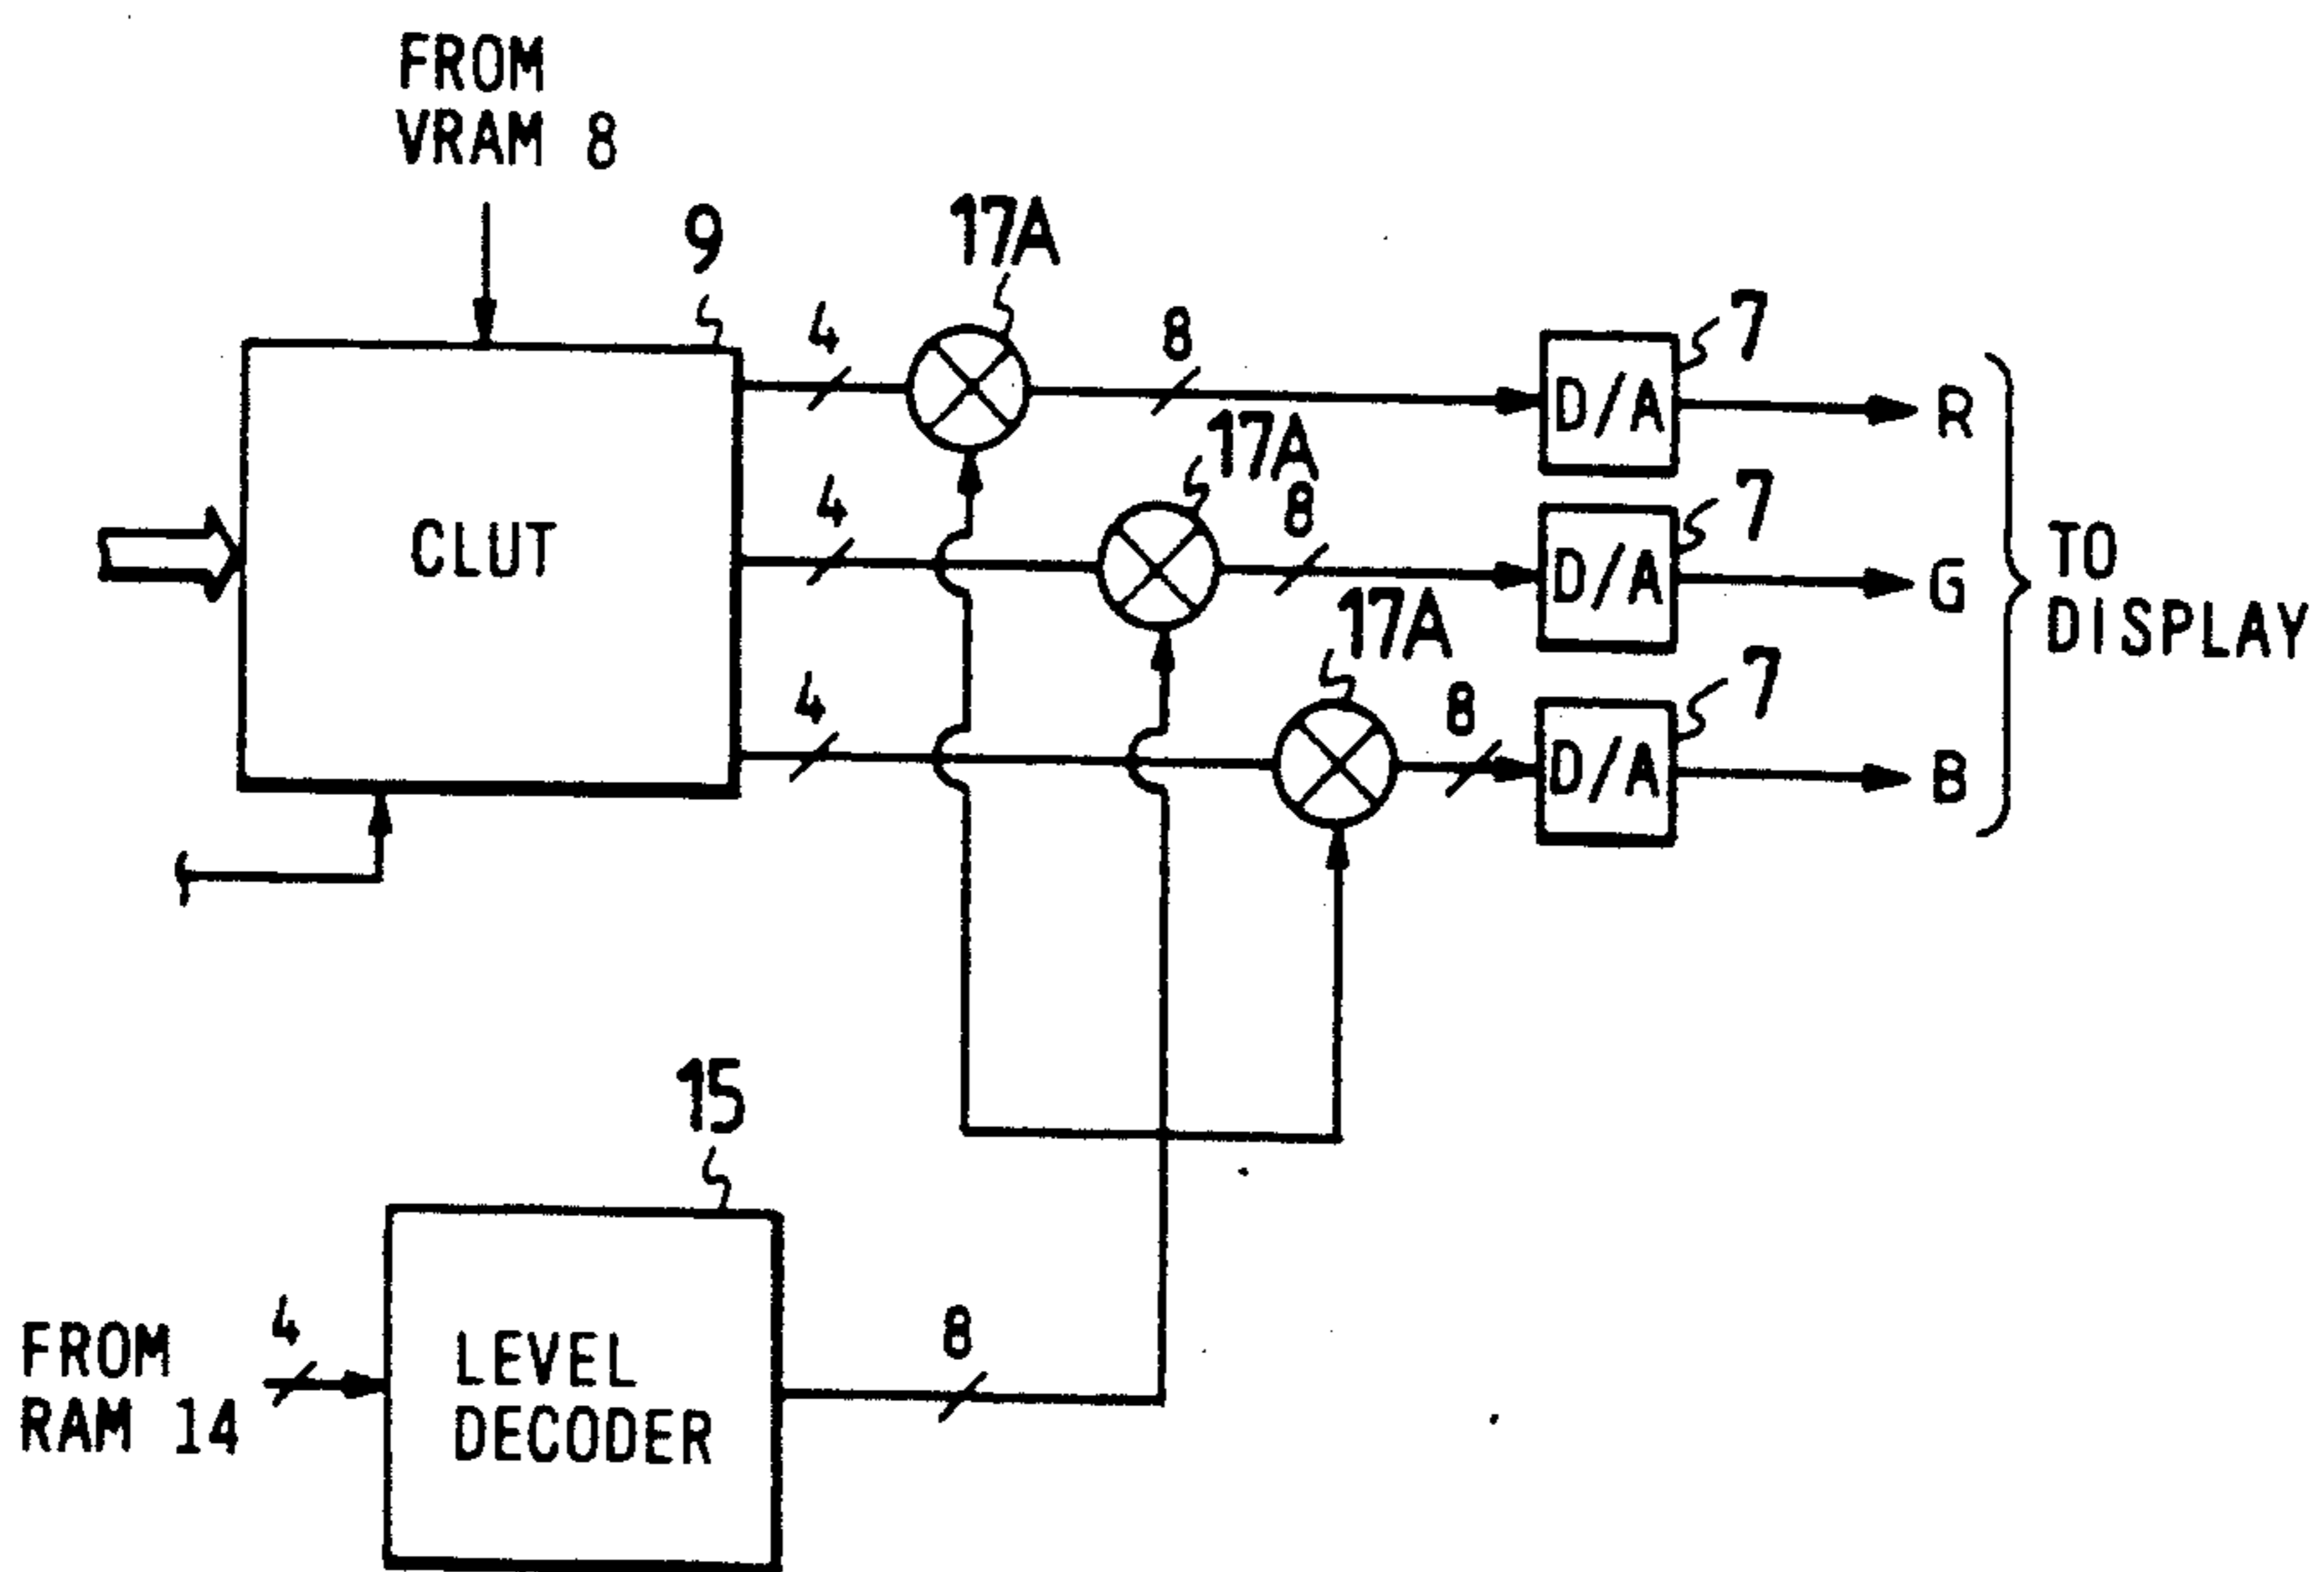 FROM
VRAM 8
9
17A
4
8
7
D/A
R
17A
4
8
7
CLUT
D/A
G
TO
DISPLAY
17A
4
8
7
D/A
B
15
FROM
RAM 14
4
LEVEL
DECODER
8